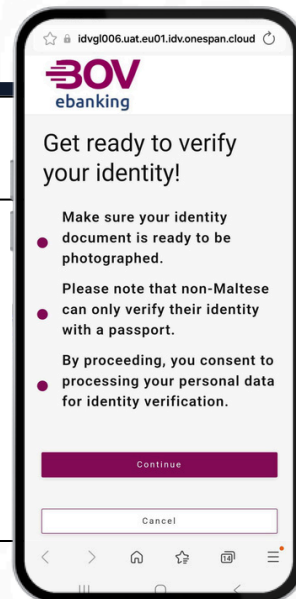 idvgl006.uat.eu01.idv.onespan.cloud
BOV
ebanking
Get ready to verify
your identity!
Make sure your identity
document is ready to be
photographed.
Please note that non-Maltese
can only verify their identity
with a passport.
By proceeding, you consent to
processing your personal data
for identity verification.
Continue
Cancel
14